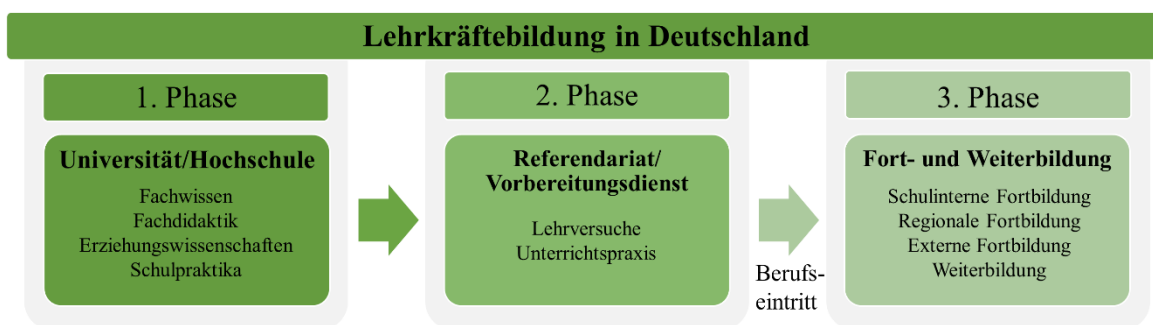 Lehrkräftebildung in Deutschland
1. Phase
Universität/Hochschule
Fachwissen
Fachdidaktik
Erziehungswissenschaften
Schulpraktika
2. Phase
Referendariat/
Vorbereitungsdienst
Lehrversuche
Unterrichtspraxis
Berufs-
eintritt
3. Phase
Fort- und Weiterbildung
Schulinterne Fortbildung
Regionale Fortbildung
Externe Fortbildung
Weiterbildung